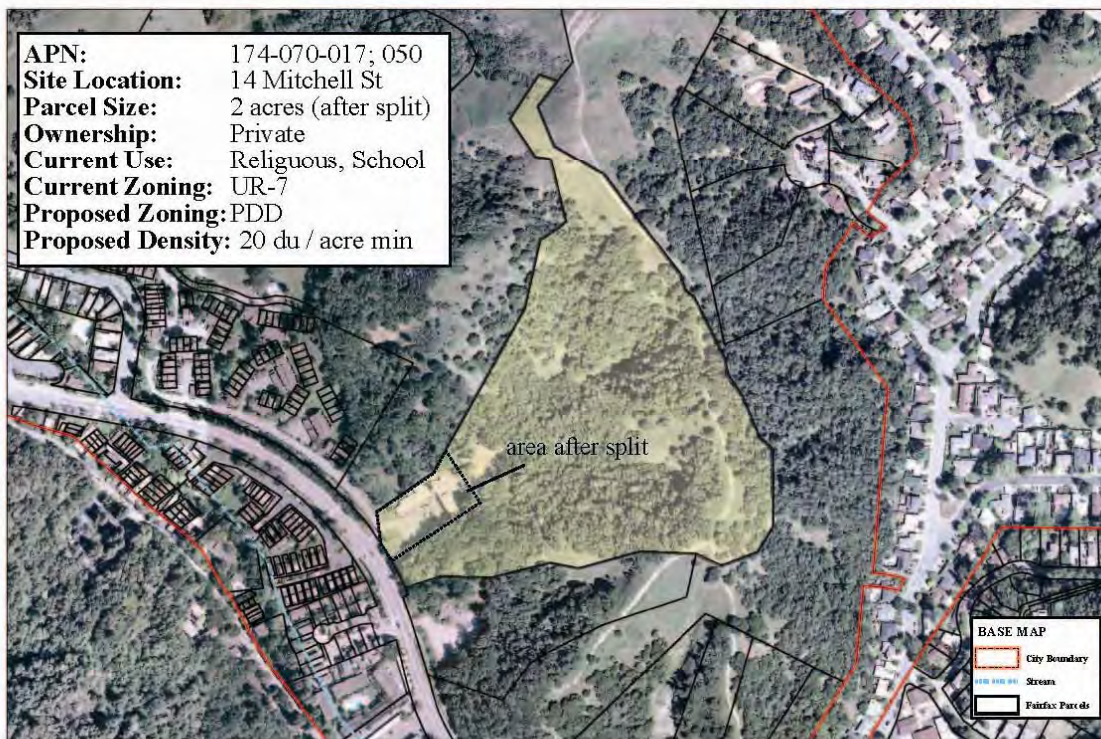 APN: 174-070-017; 050
Site Location: 14 Mitchell St
Parcel Size: 2 acres (after split)
Ownership: Private
Current Use: Religuous, School
Current Zoning: UR-7
Proposed Zoning: PDD
Proposed Density: 20 du / acre min
area after split
BASE MAP
City Boundary
Stream
Fairfax Parcels